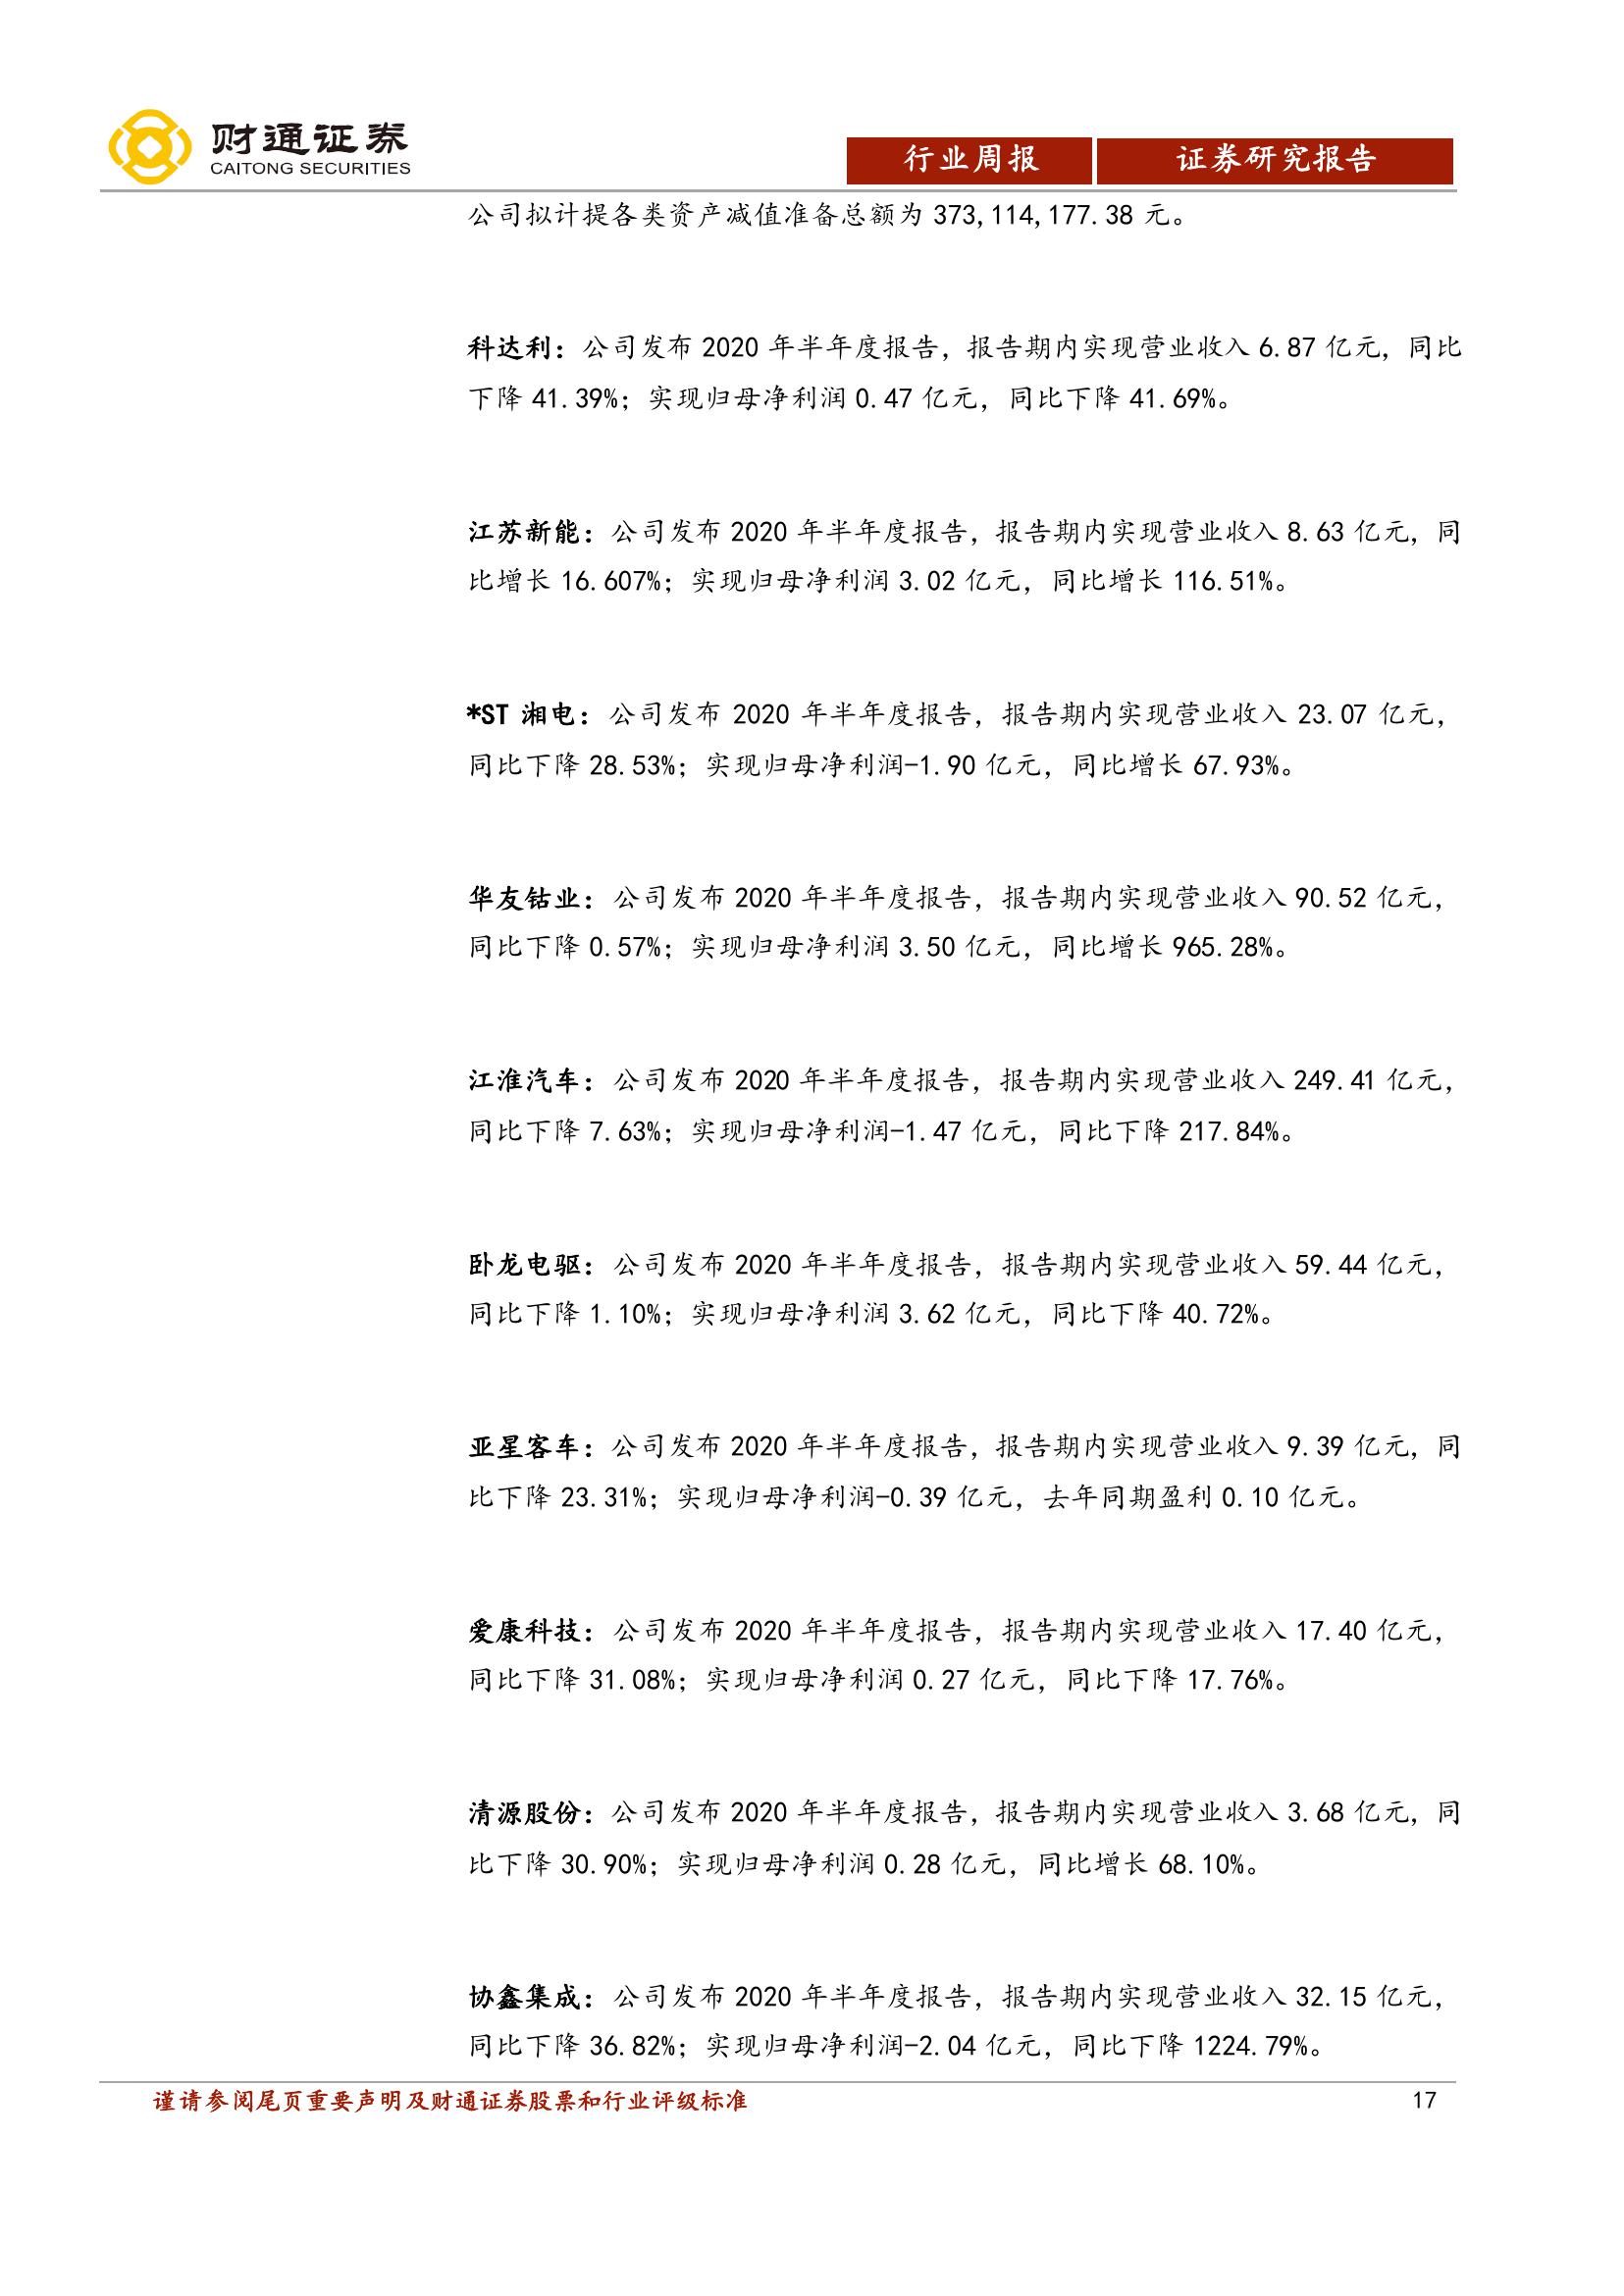 财通证券
CAITONG SECURITIES
行业周报 证券研究报告
公司拟计提各类资产减值准备总额为 373,114,177.38 元。
科达利：公司发布 2020 年半年度报告，报告期内实现营业收入 6.87 亿元，同比
下降 41.39%；实现归母净利润 0.47 亿元，同比下降 41.69%。
江苏新能：公司发布 2020 年半年度报告，报告期内实现营业收入 8.63 亿元，同
比增长 16.607%；实现归母净利润 3.02 亿元，同比增长 116.51%。
*ST 湘电：公司发布 2020 年半年度报告，报告期内实现营业收入 23.07 亿元，
同比下降 28.53%；实现归母净利润-1.90 亿元，同比增长 67.93%。
华友钴业：公司发布 2020 年半年度报告，报告期内实现营业收入 90.52 亿元，
同比下降 0.57%；实现归母净利润 3.50 亿元，同比增长 965.28%。
江淮汽车：公司发布 2020 年半年度报告，报告期内实现营业收入 249.41 亿元，
同比下降 7.63%；实现归母净利润-1.47 亿元，同比下降 217.84%。
卧龙电驱：公司发布 2020 年半年度报告，报告期内实现营业收入 59.44 亿元，
同比下降 1.10%；实现归母净利润 3.62 亿元，同比下降 40.72%。
亚星客车：公司发布 2020 年半年度报告，报告期内实现营业收入 9.39 亿元，同
比下降 23.31%；实现归母净利润-0.39 亿元，去年同期盈利 0.10 亿元。
爱康科技：公司发布 2020 年半年度报告，报告期内实现营业收入 17.40 亿元，
同比下降 31.08%；实现归母净利润 0.27 亿元，同比下降 17.76%。
清源股份：公司发布 2020 年半年度报告，报告期内实现营业收入 3.68 亿元，同
比下降 30.90%；实现归母净利润 0.28 亿元，同比增长 68.10%。
协鑫集成：公司发布 2020 年半年度报告，报告期内实现营业收入 32.15 亿元，
同比下降 36.82%；实现归母净利润-2.04 亿元，同比下降 1224.79%。
谨请参阅尾页重要声明及财通证券股票和行业评级标准 17